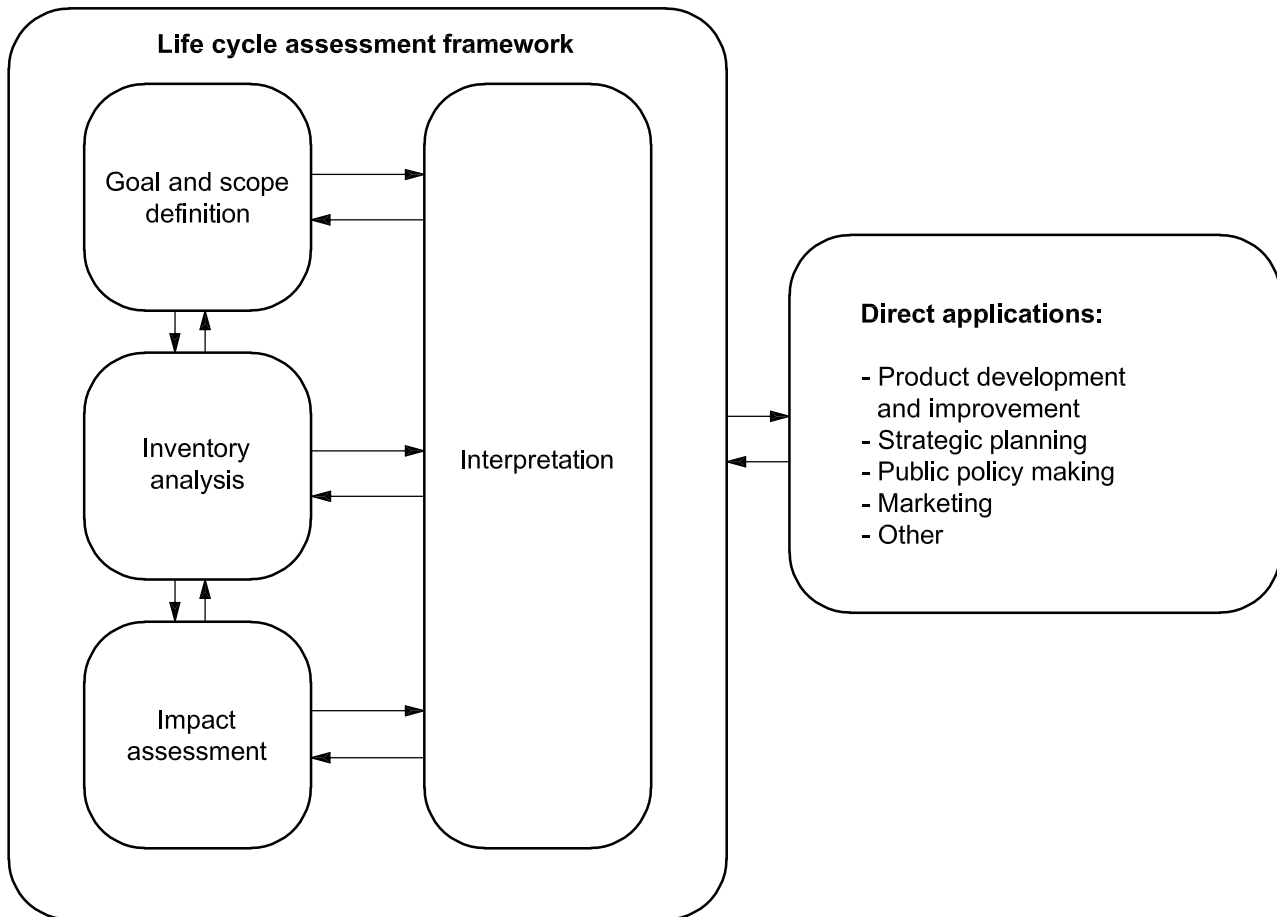 Life cycle assessment framework
Goal and scope
definition
Inventory
analysis
Impact
assessment
Interpretation
Direct applications:
- Product development
and improvement
- Strategic planning
- Public policy making
- Marketing
- Other